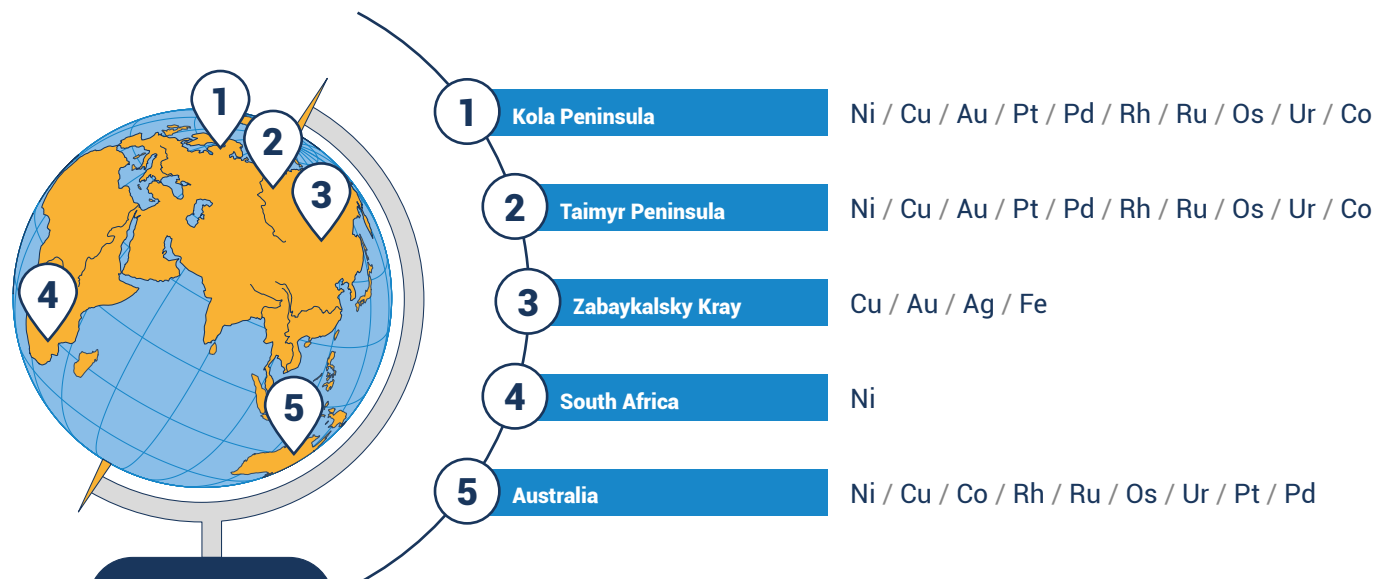 1
2
3
4
5
1 Kola Peninsula Ni / Cu / Au / Pt / Pd / Rh / Ru / Os / Ur / Co
2 Taimyr Peninsula Ni / Cu / Au / Pt / Pd / Rh / Ru / Os / Ur / Co
3 Zabaykalsky Kray Cu / Au / Ag / Fe
4 South Africa Ni
5 Australia Ni / Cu / Co / Rh / Ru / Os / Ur / Pt / Pd